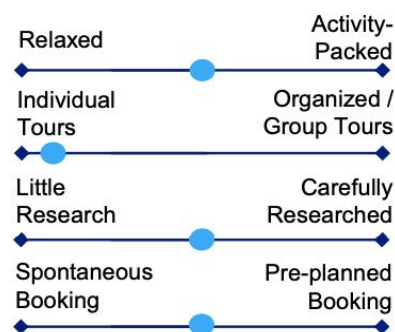 Relaxed
Activity-
Packed
Individual
Tours
Organized /
Group Tours
Little
Research
Carefully
Researched
Spontaneous
Booking
Pre-planned
Booking